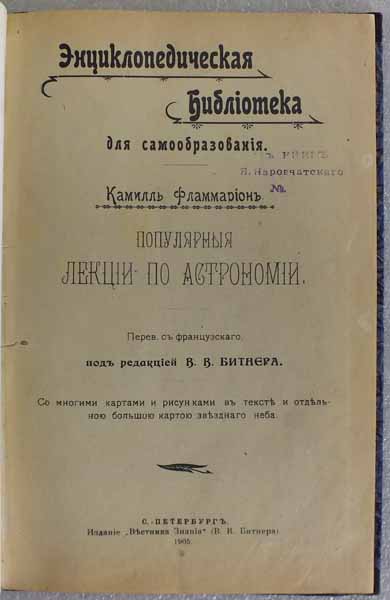 Энциклопедическая
Библіотека
для самообразованія.
КНИГЪ
Я. Наровчатскаго
№
Камилль Фламмаріонъ
ПОПУЛЯРНЫЯ
ЛЕКЦІИ ПО АСТРОНОМІИ.
Перев. съ французскаго.
подъ редакціей В. В. БИТНЕРА.
Со многими картами и рисунками въ текстѣ и отдѣль-
ною большою картою звѣзднаго неба.
С.-ПЕТЕРБУРГЪ.
Изданіе „Вѣстника Знанія“ (В. В. Битнера)
1905.